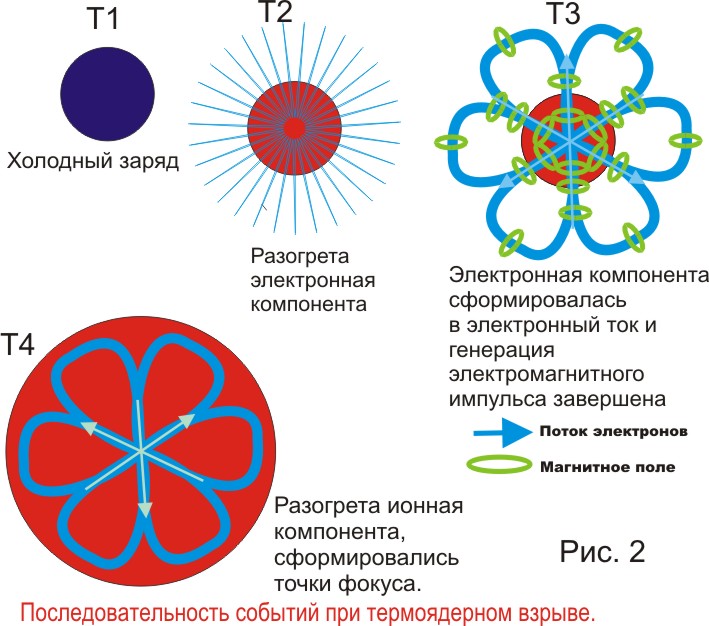 T1
Холодный заряд
T2
Разогрета
электронная
компонента
T3
Электронная компонента
сформировалась
в электронный ток и
генерация
электромагнитного
импульса завершена
Поток электронов
Магнитное поле
T4
Разогрета ионная
компонента,
сформировались
точки фокуса.
Рис. 2
Последовательность событий при термоядерном взрыве.